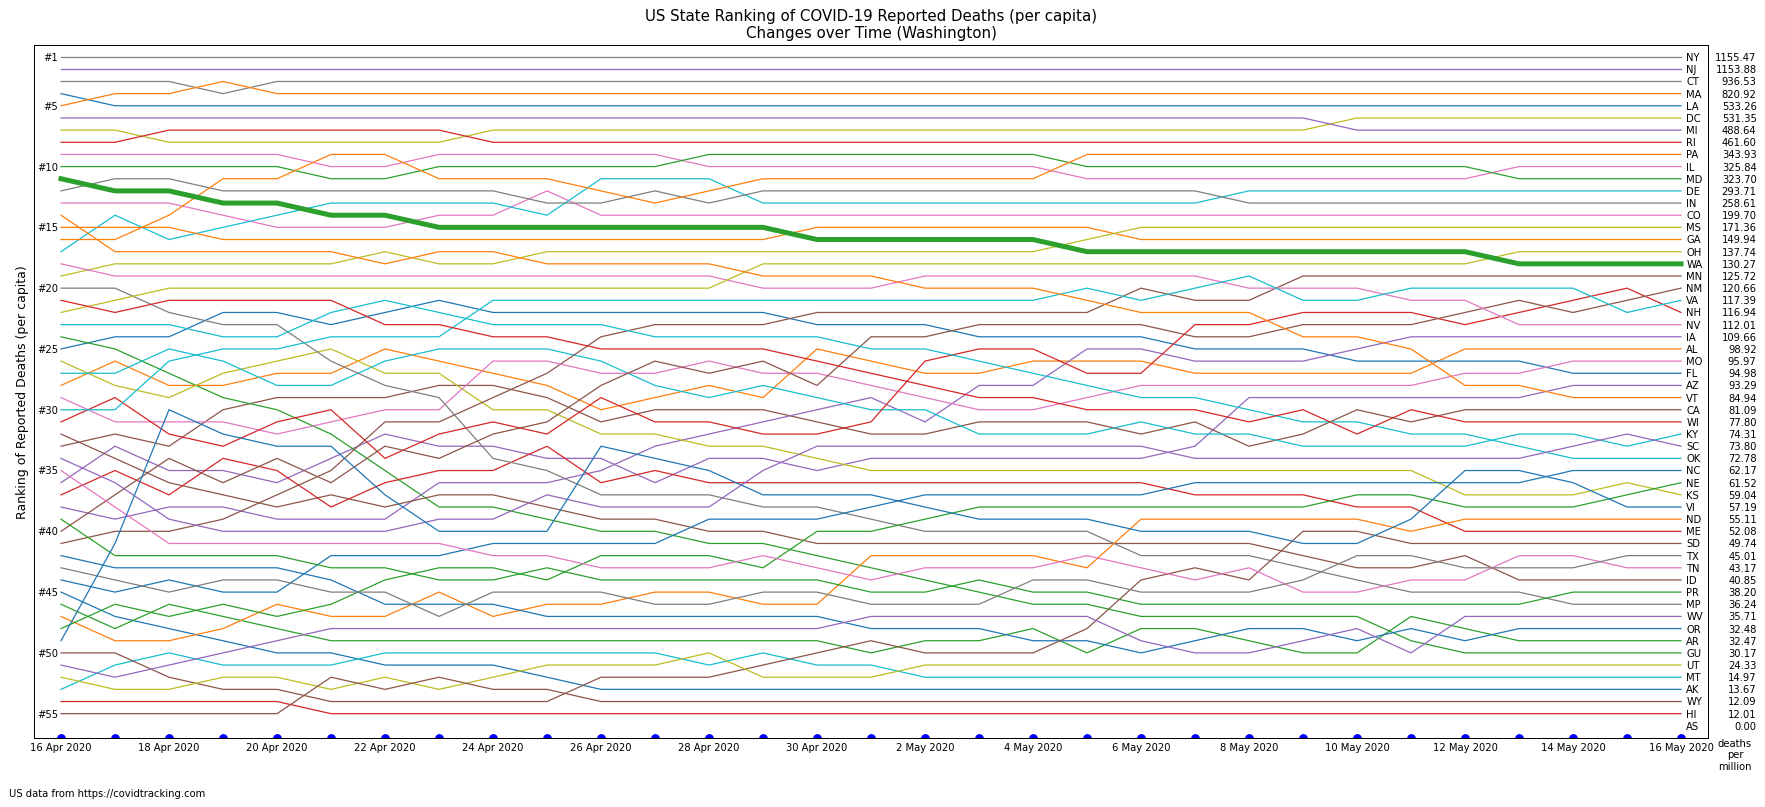 US State Ranking of COVID-19 Reported Deaths (per capita)
Changes over Time (Washington)
Ranking of Reported Deaths (per capita)
#1
#5
#10
#15
#20
#25
#30
#35
#40
#45
#50
#55
NY 1155.47
NJ 1153.88
CT 936.53
MA 820.92
LA 533.26
DC 531.35
MI 488.64
RI 461.60
PA 343.93
IL 325.84
MD 323.70
DE 293.71
IN 258.61
CO 199.70
MS 171.36
GA 149.94
OH 137.74
WA 130.27
MN 125.72
NM 120.66
VA 117.39
NH 116.94
NV 112.01
IA 109.66
AL 98.92
MO 95.97
FL 94.98
AZ 93.29
VT 84.94
CA 81.09
WI 77.80
KY 74.31
SC 73.80
OK 72.78
NC 62.17
NE 61.52
KS 59.04
VI 57.19
ND 55.11
ME 52.08
SD 49.74
TX 45.01
TN 43.17
ID 40.85
PR 38.20
MP 36.24
WV 35.71
OR 32.48
AR 32.47
GU 30.17
UT 24.33
MT 14.97
AK 13.67
WY 12.09
HI 12.01
AS 0.00
16 Apr 2020 18 Apr 2020 20 Apr 2020 22 Apr 2020 24 Apr 2020 26 Apr 2020 28 Apr 2020 30 Apr 2020 2 May 2020 4 May 2020 6 May 2020 8 May 2020 10 May 2020 12 May 2020 14 May 2020 16 May 2020
deaths
per
million
US data from https://covidtracking.com